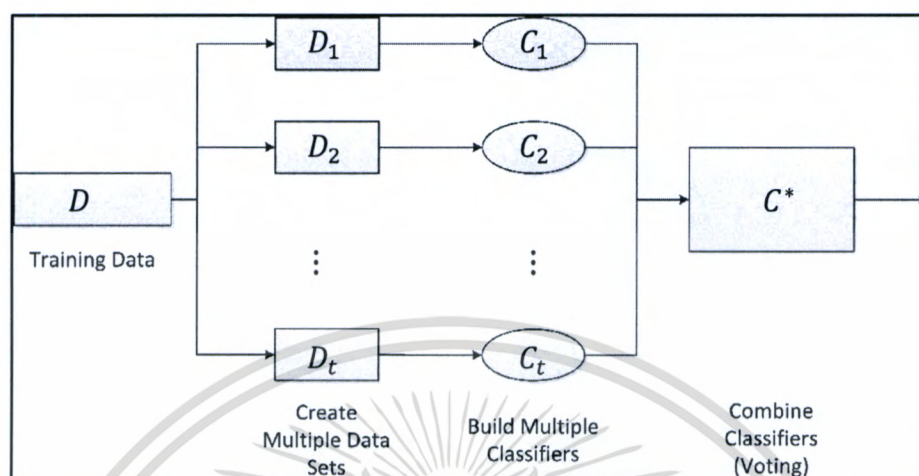 D₁
C₁
D₂
C₂
D
C*
Training Data
⋮
⋮
Dₜ
Cₜ
Create
Multiple Data
Sets
Build Multiple
Classifiers
Combine
Classifiers
(Voting)